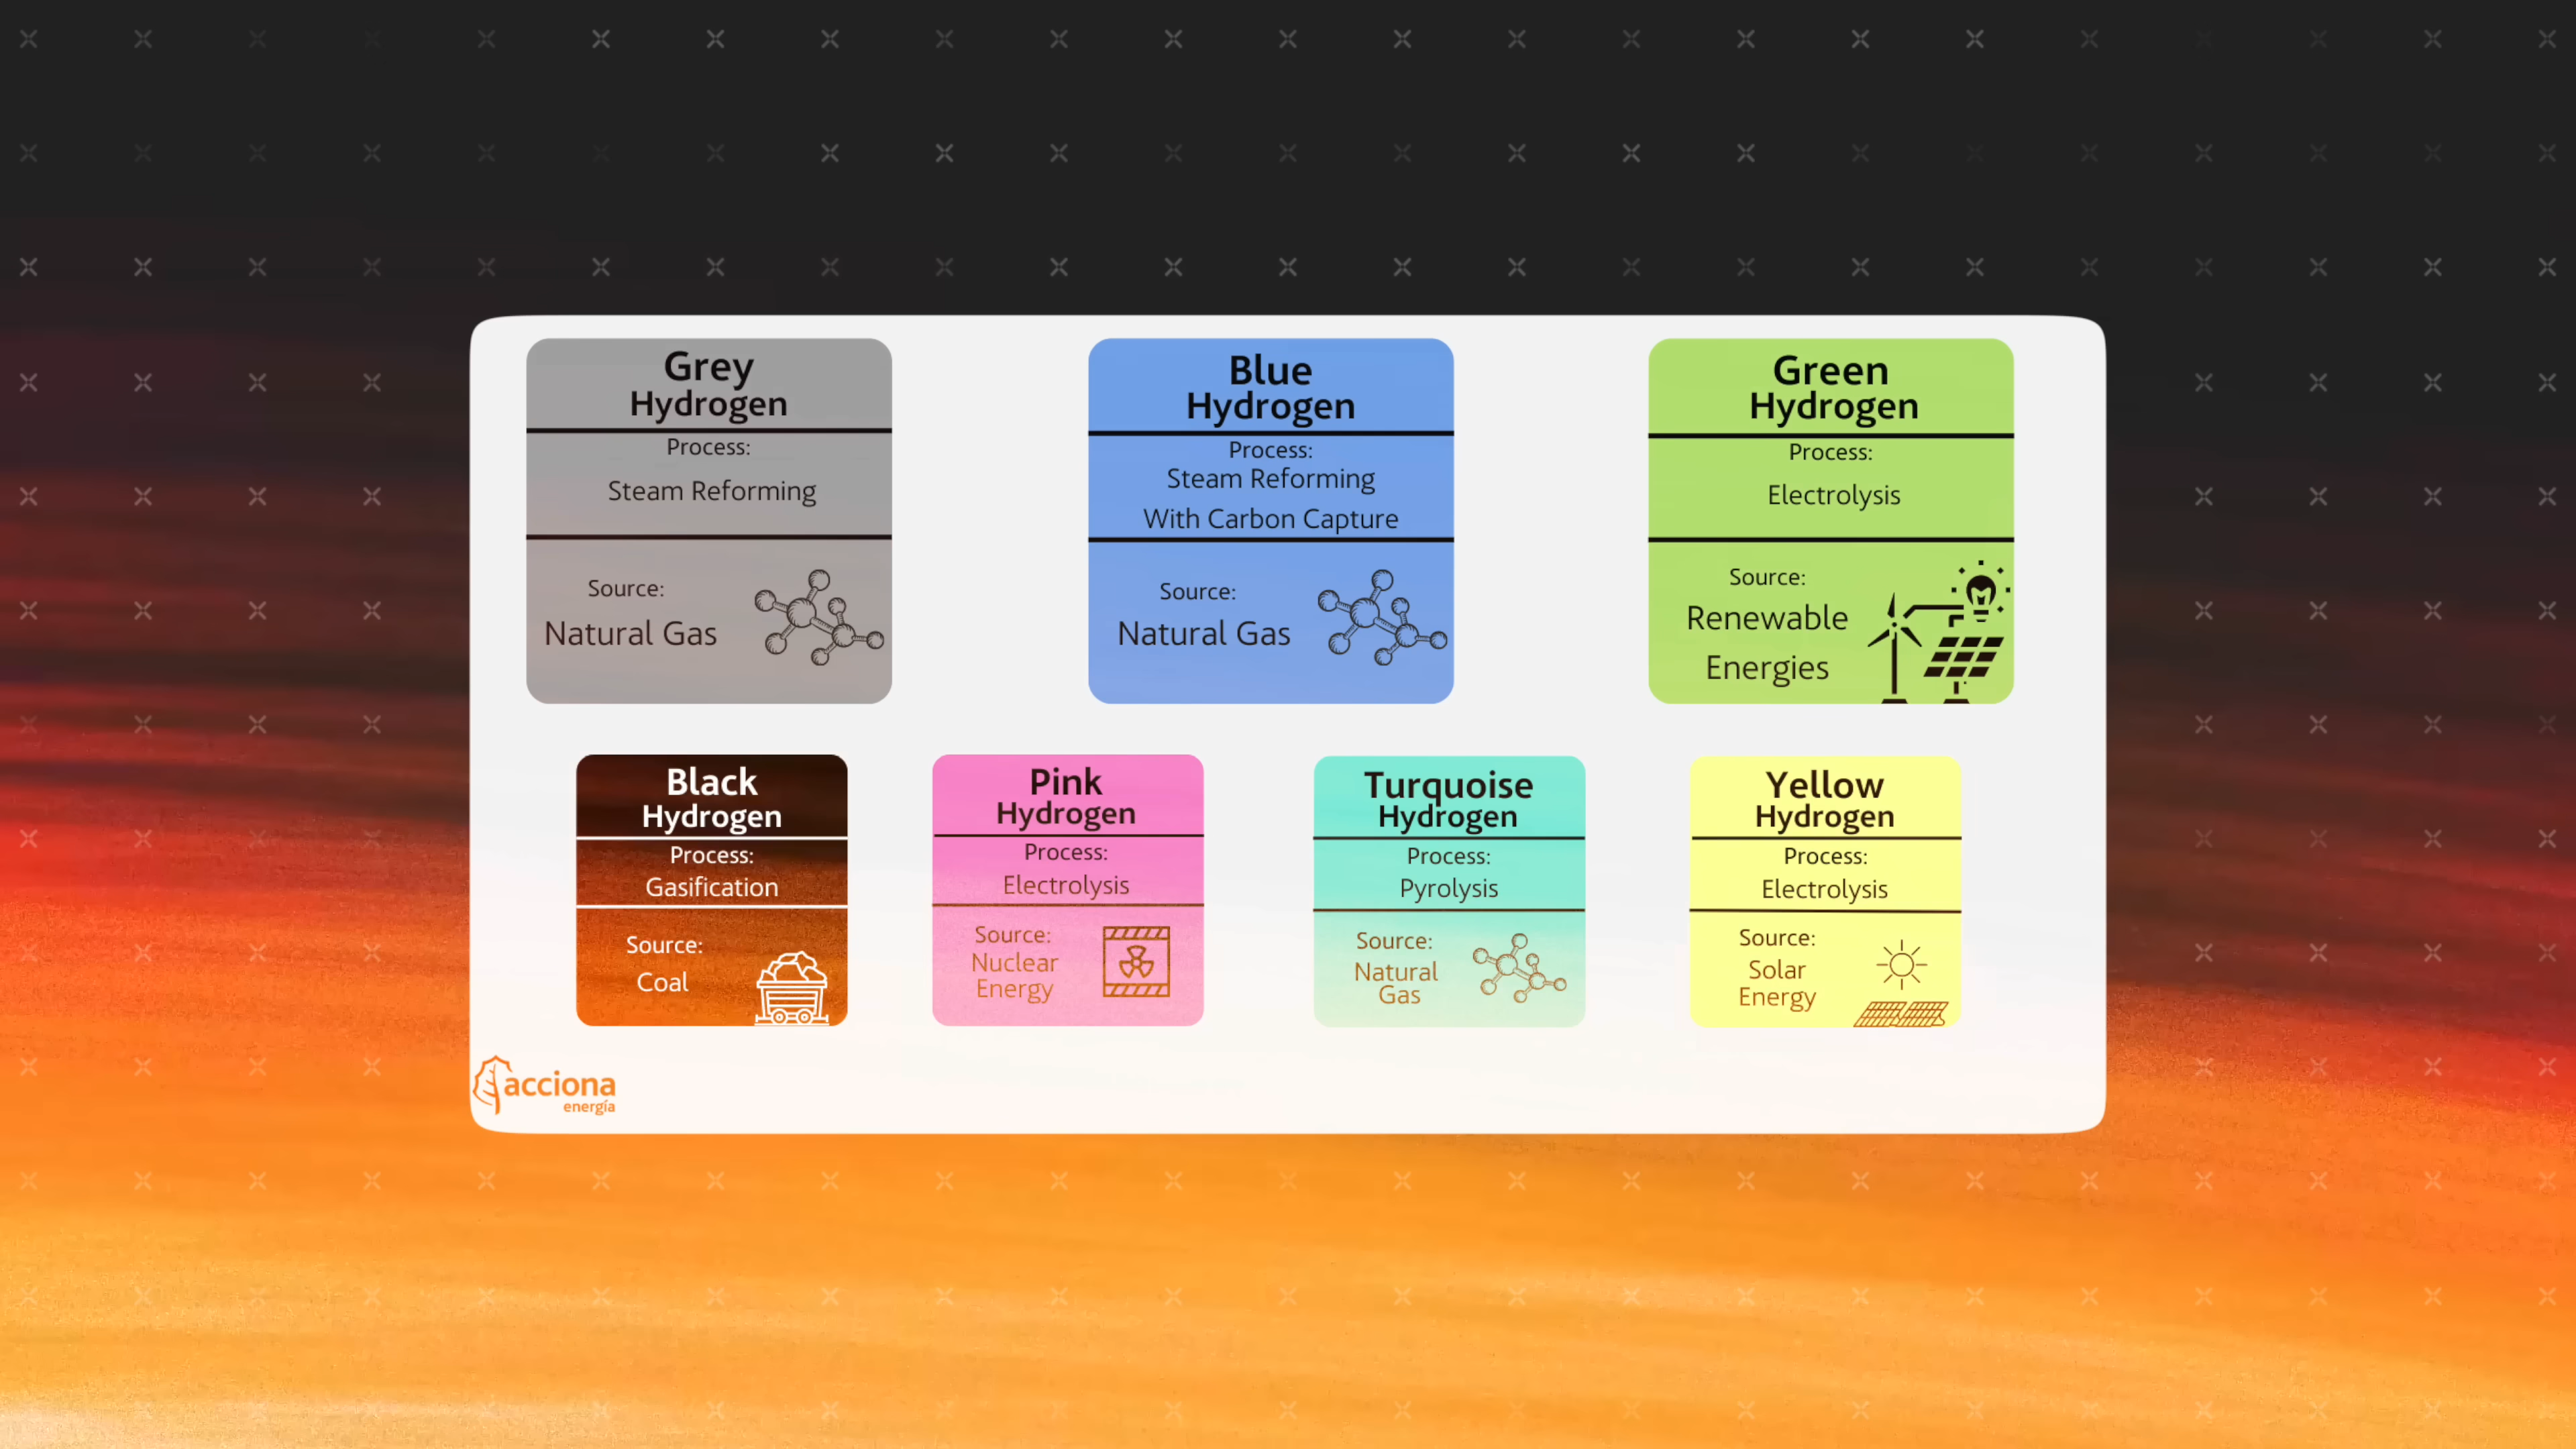 Grey
Hydrogen
Process:
Steam Reforming
Source:
Natural Gas
Blue
Hydrogen
Process:
Steam Reforming
With Carbon Capture
Source:
Natural Gas
Green
Hydrogen
Process:
Electrolysis
Source:
Renewable
Energies
Black
Hydrogen
Process:
Gasification
Source:
Coal
Pink
Hydrogen
Process:
Electrolysis
Source:
Nuclear
Energy
Turquoise
Hydrogen
Process:
Pyrolysis
Source:
Natural
Gas
Yellow
Hydrogen
Process:
Electrolysis
Source:
Solar
Energy
acciona
energía